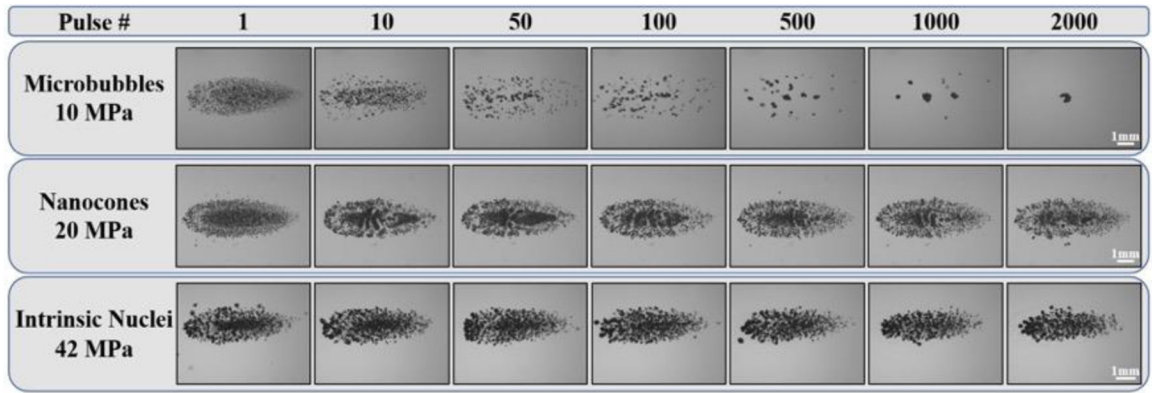 Pulse # 1 10 50 100 500 1000 2000
Microbubbles
10 MPa
1mm
Nanocones
20 MPa
1mm
Intrinsic Nuclei
42 MPa
1mm